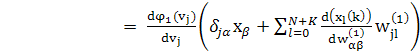 = dφ₁(vⱼ)/dvⱼ (δⱼα xβ + ∑_{l=0}^{N+K} d(xₗ(k))/dw_{αβ}^{(1)} w_{jl}^{(1)})